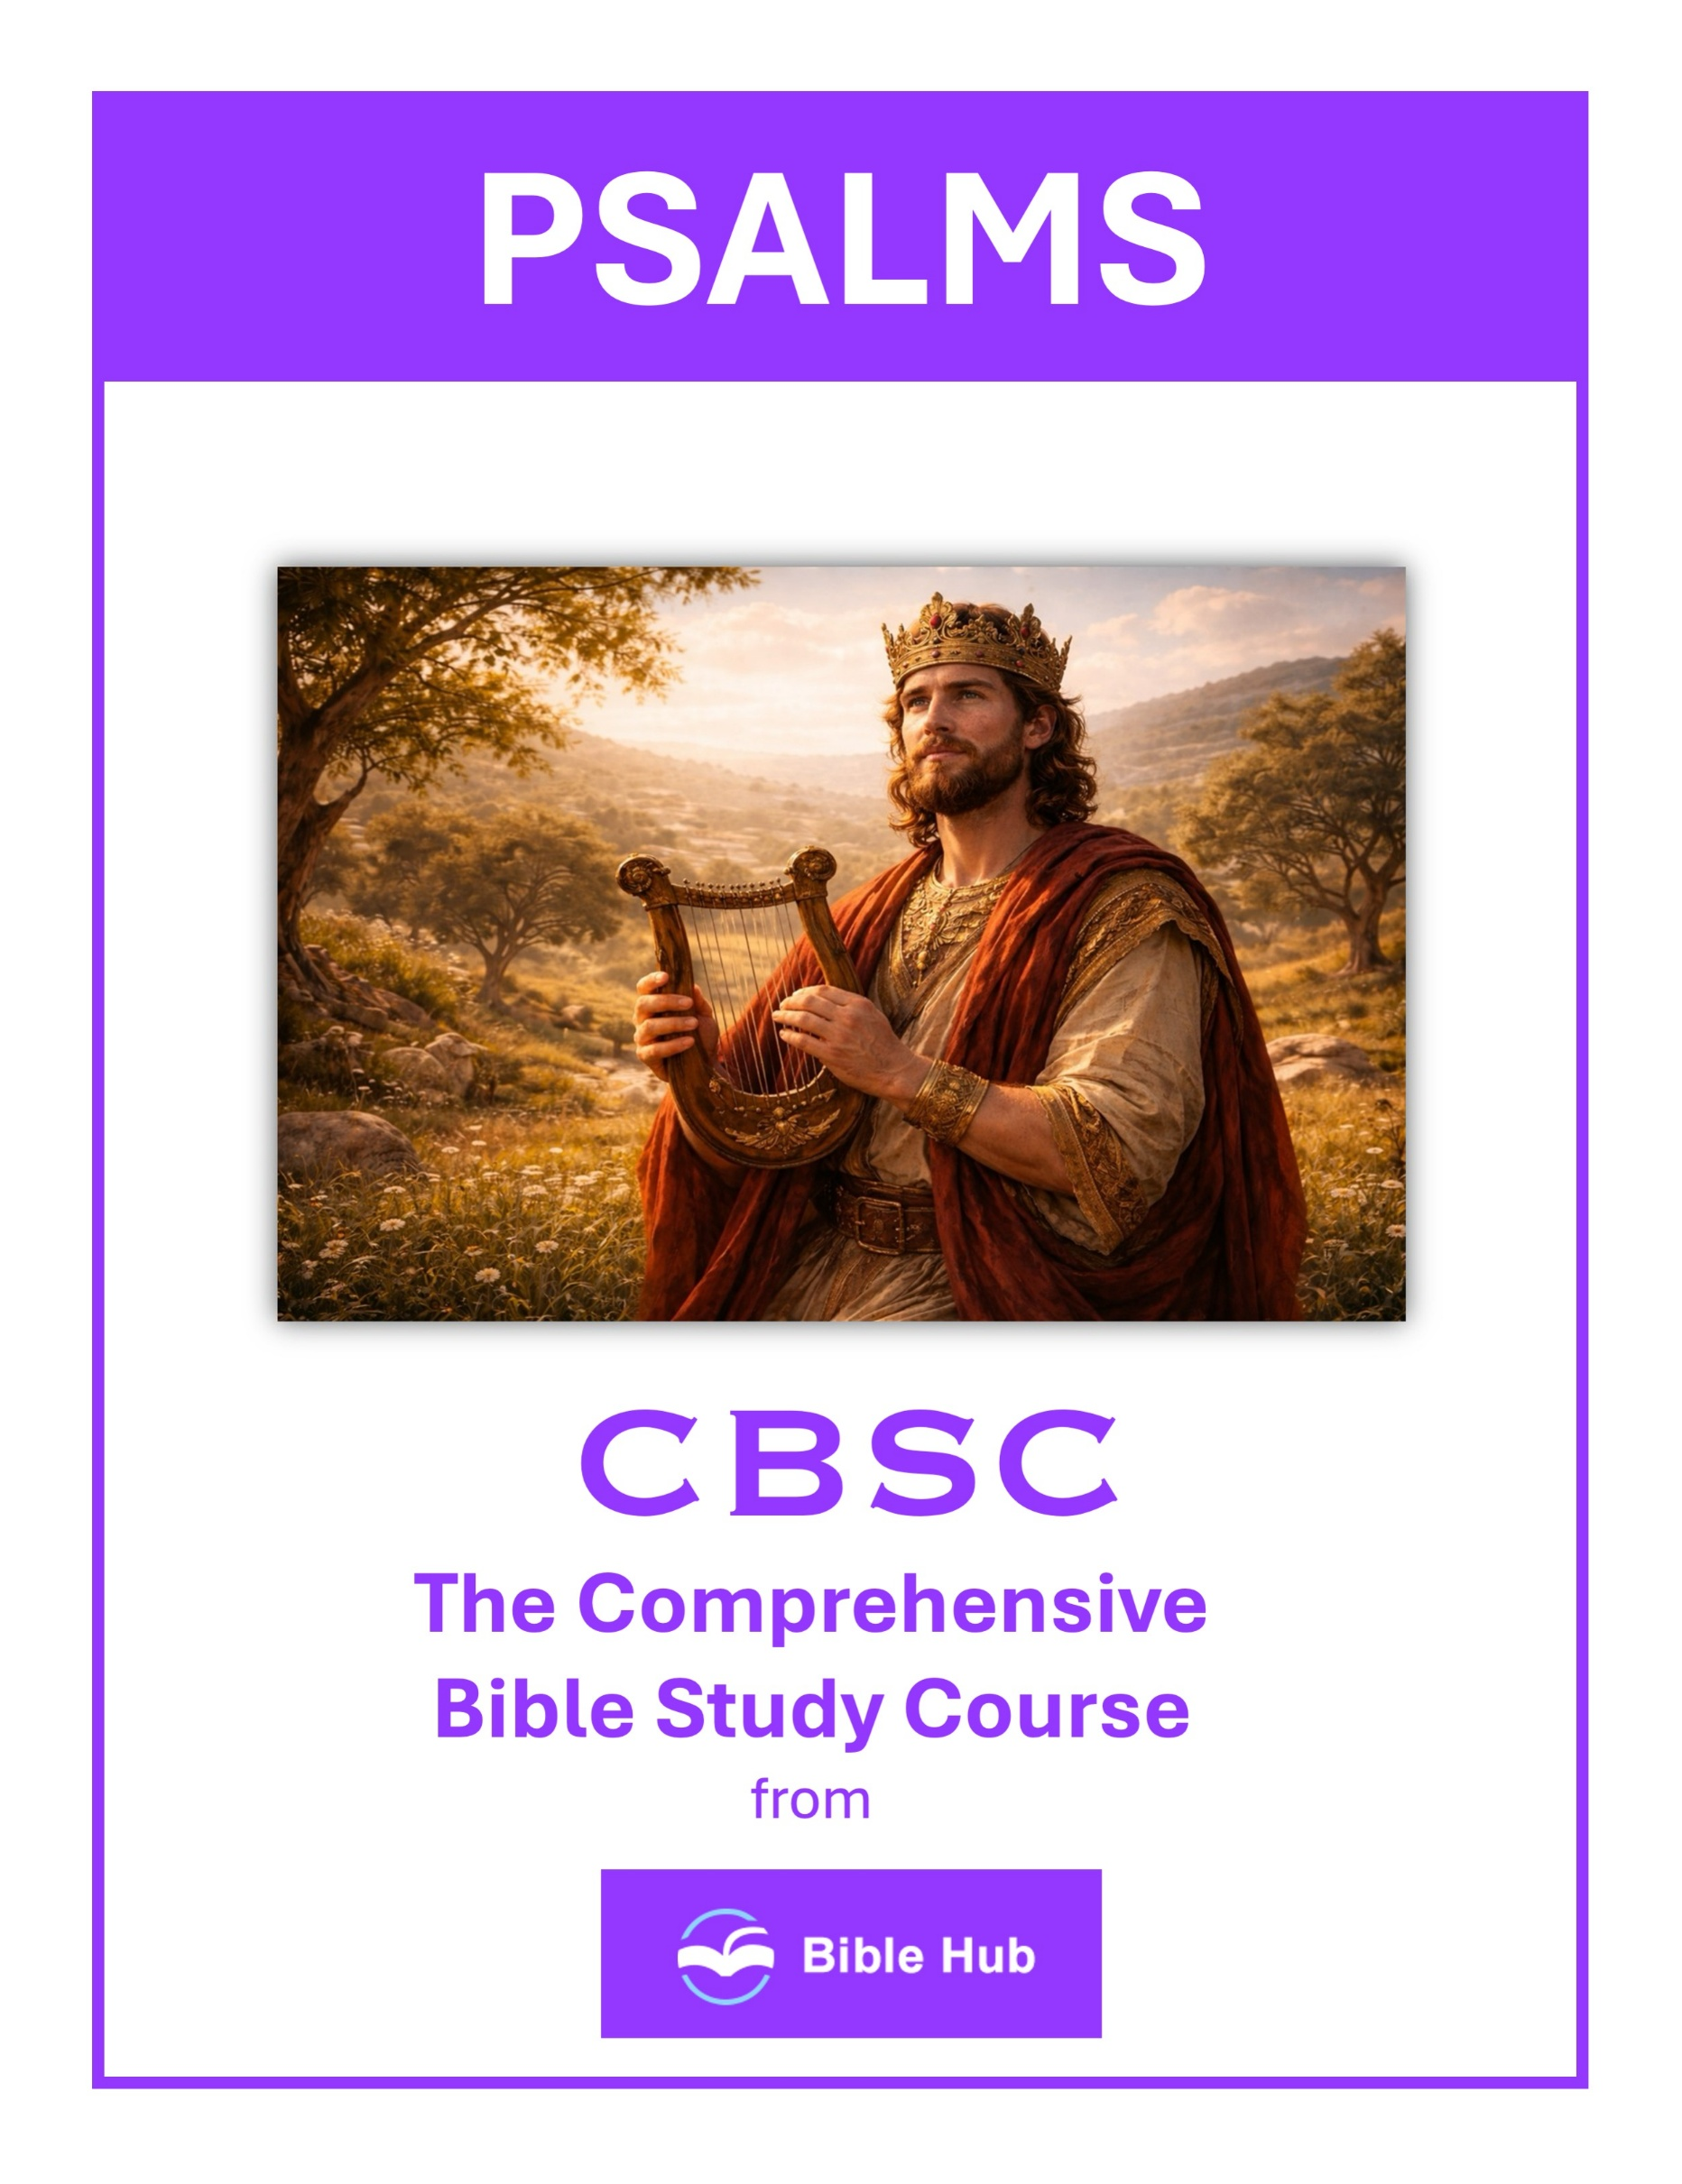 PSALMS
CBSC
The Comprehensive
Bible Study Course
from
Bible Hub